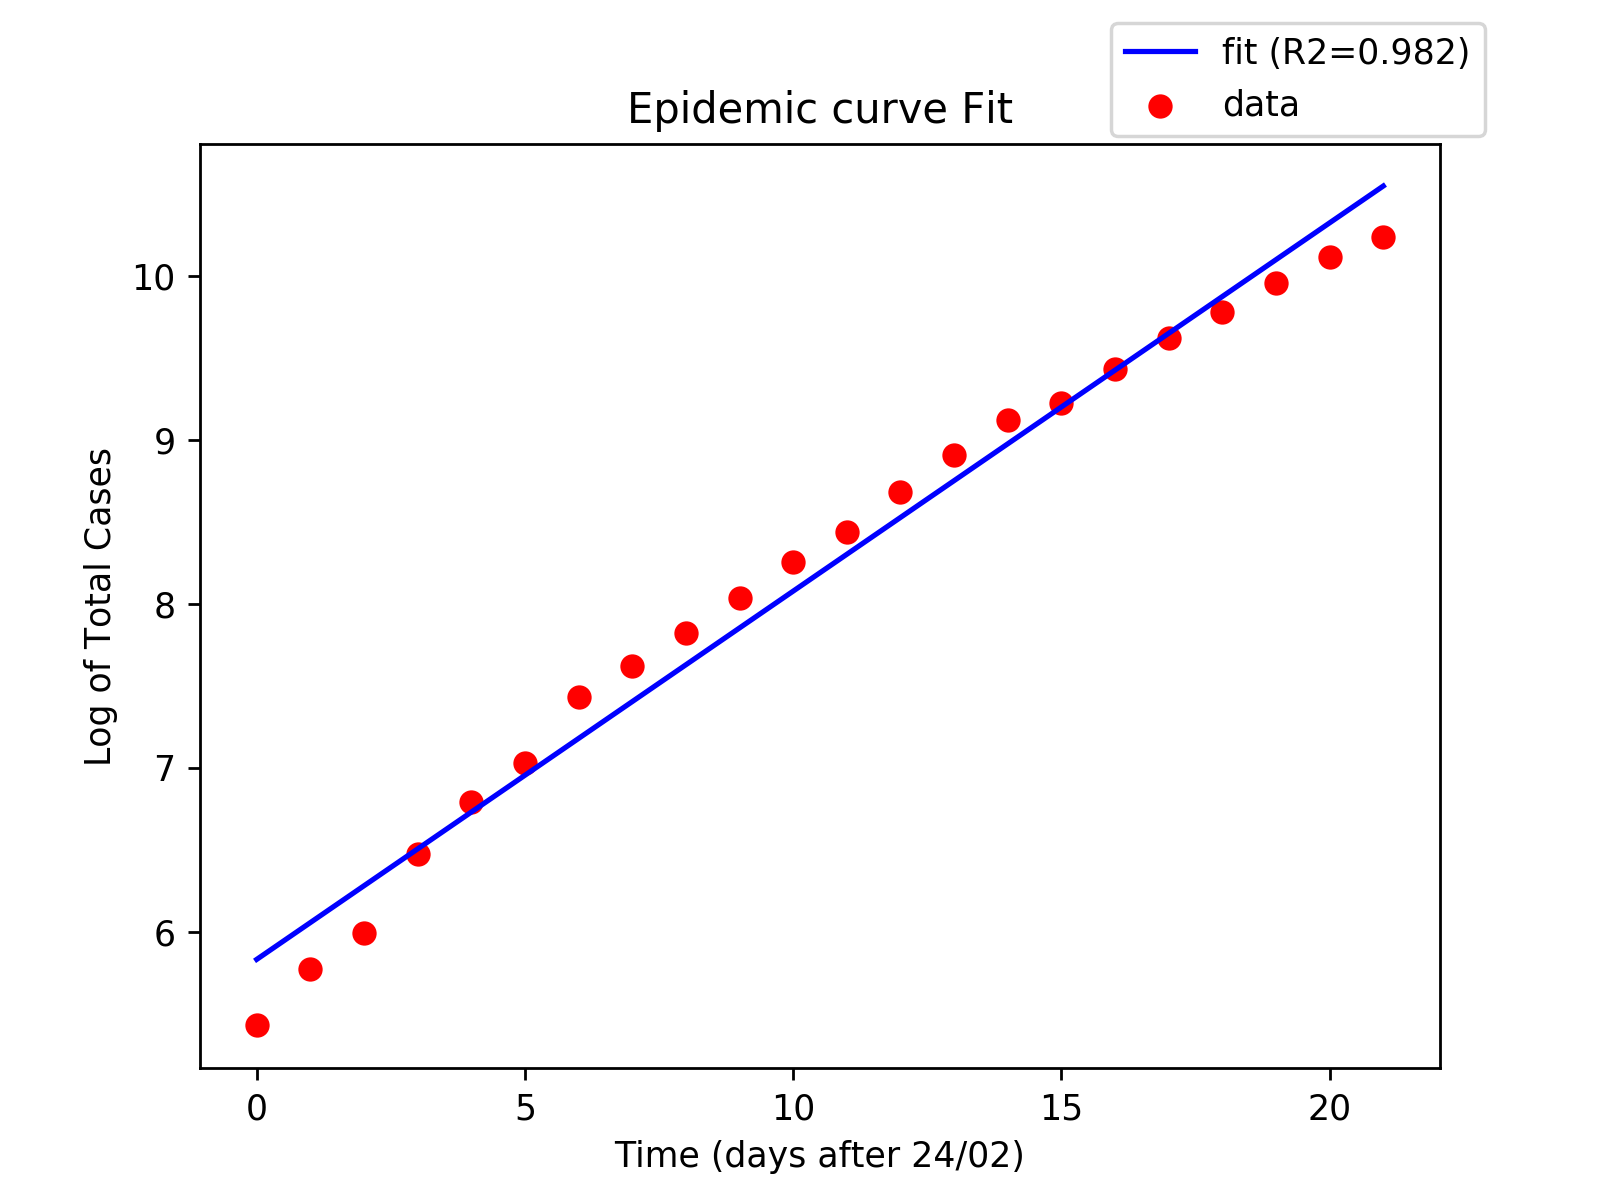 fit (R2=0.982)
data
Epidemic curve Fit
Log of Total Cases
10
9
8
7
6
0 5 10 15 20
Time (days after 24/02)